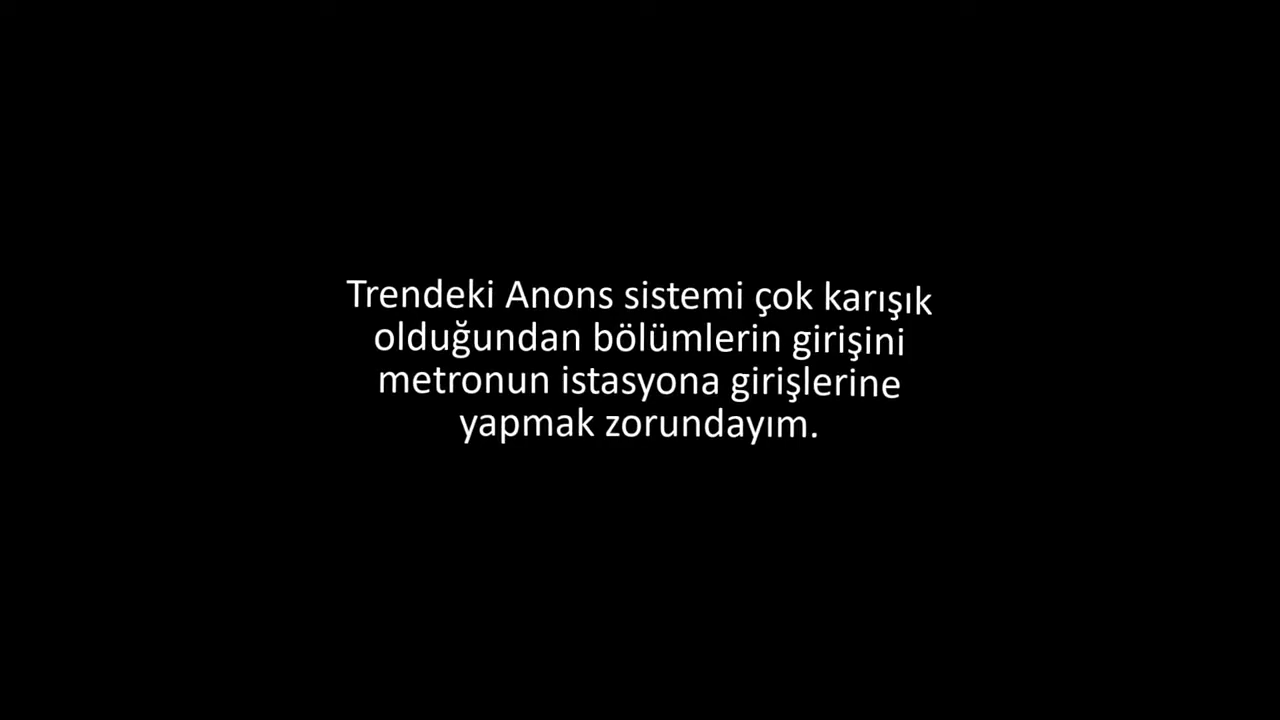 Trendeki Anons sistemi çok karışık
olduğundan bölümlerin girişini
metronun istasyona girişlerine
yapmak zorundayım.